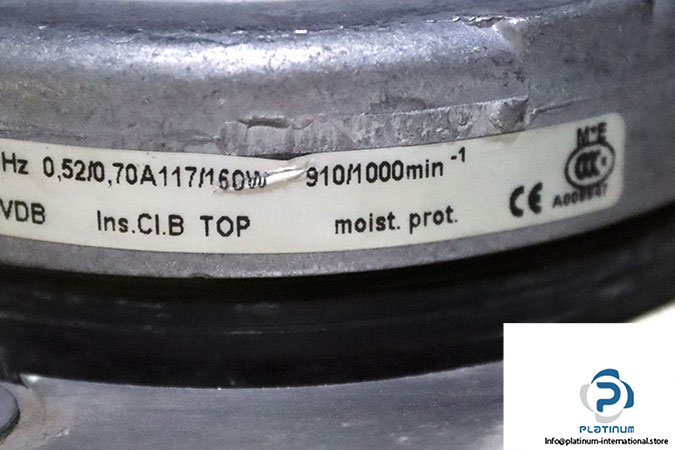 Hz 0,52/0,70A117/160W 910/1000min⁻¹
VDB Ins.Cl.B TOP moist. prot.
CE
PLATINUM
Info@platinum-international.store